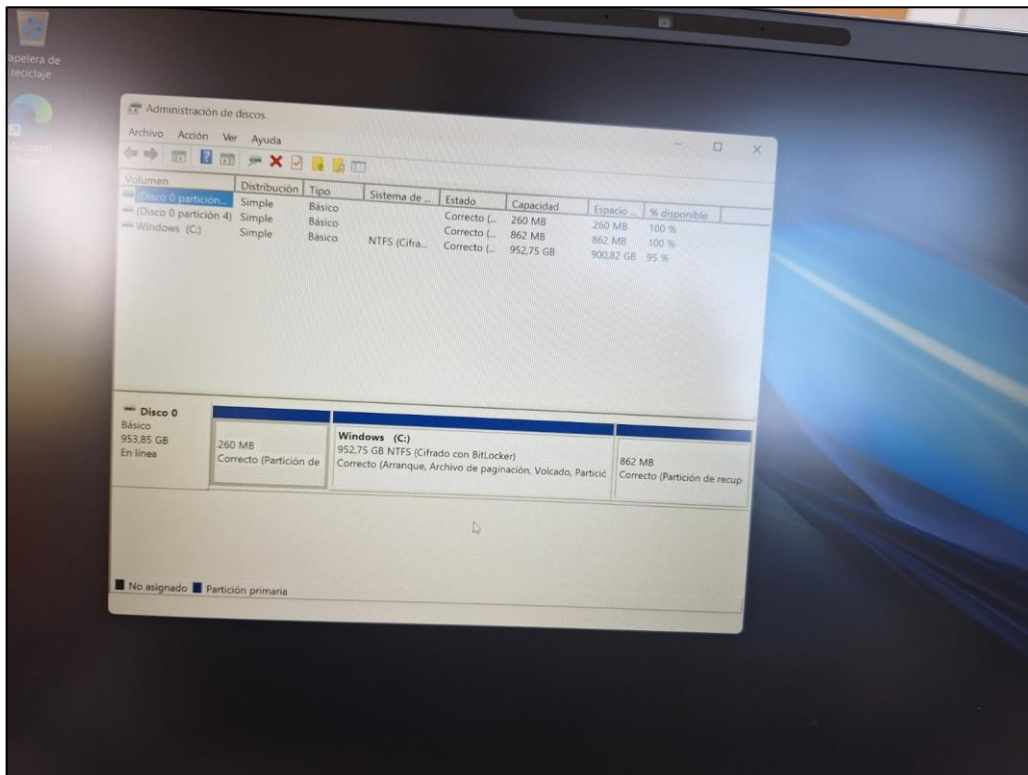 apelera de
reciclaje
Microsoft
Edge
Administración de discos
Archivo Acción Ver Ayuda
Volumen Distribución Tipo Sistema de ... Estado Capacidad Espacio ... % disponible
(Disco 0 partición... Simple Básico Correcto (... 260 MB 260 MB 100 %
(Disco 0 partición 4) Simple Básico Correcto (... 862 MB 862 MB 100 %
Windows (C:) Simple Básico NTFS (Cifra... Correcto (... 952,75 GB 900,82 GB 95 %
Disco 0
Básico
953,85 GB
En línea
260 MB
Correcto (Partición de
Windows (C:)
952,75 GB NTFS (Cifrado con BitLocker)
Correcto (Arranque, Archivo de paginación, Volcado, Partició
862 MB
Correcto (Partición de recup
No asignado Partición primaria